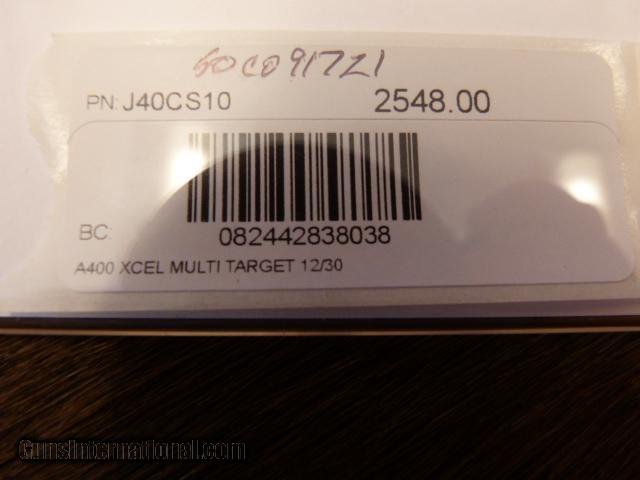 60C091721
PN: J40CS10 2548.00
BC: 082442838038
A400 XCEL MULTI TARGET 12/30
GunsInternational.com